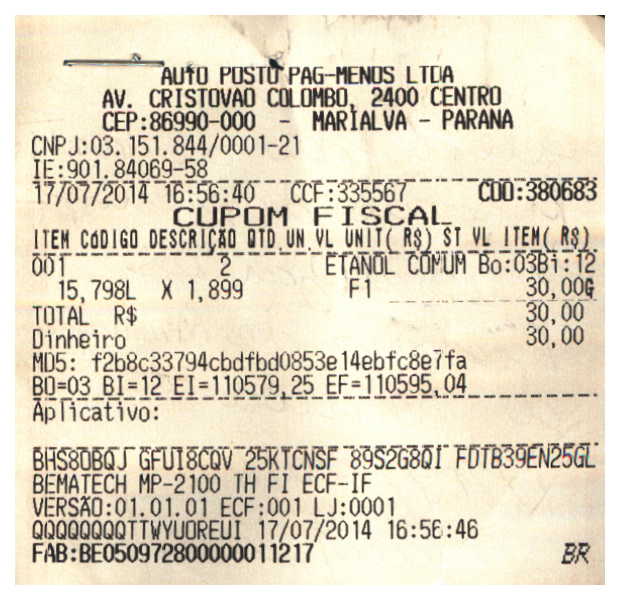 AUTO POSTO PAG-MENOS LTDA
AV. CRISTOVAO COLOMBO, 2400 CENTRO
CEP:86990-000 - MARIALVA - PARANA
CNPJ:03.151.844/0001-21
IE:901.84069-58
17/07/2014 16:56:40 CCF:335567 COO:380683
CUPOM FISCAL
ITEM CóDIGO DESCRIÇÃO QTD.UN.VL UNIT( R$) ST VL ITEM( R$)
001 2 ETANOL COMUM Bo:03Bi:12
15,798L X 1,899 F1 30,00G
TOTAL R$ 30,00
Dinheiro 30,00
MD5: f2b8c33794cbdfbd0853e14ebfc8e7fa
BO=03 BI=12 EI=110579,25 EF=110595,04
Aplicativo:
BHS8OBQJ GFUI8CQV 25KTCNSF 89S2G8QI FDTB39EN25GL
BEMATECH MP-2100 TH FI ECF-IF
VERSÃO:01.01.01 ECF:001 LJ:0001
QQQQQQQQTTWYUOREUI 17/07/2014 16:56:46
FAB:BE050972800000011217 BR